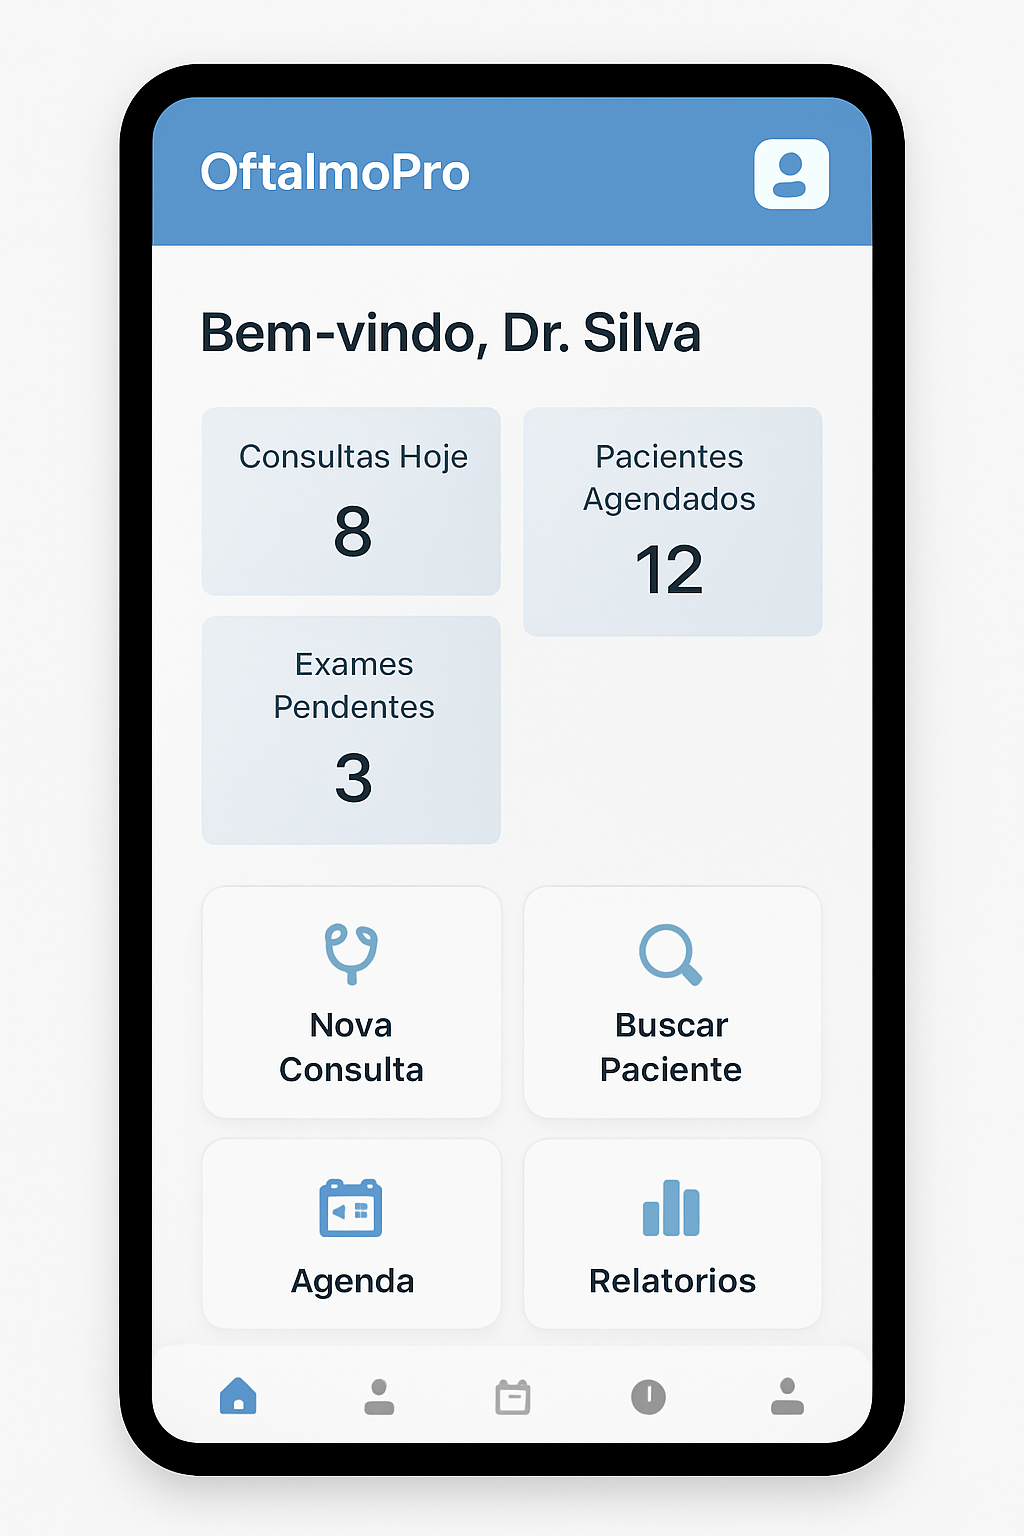 OftalmoPro
Bem-vindo, Dr. Silva
Consultas Hoje
8
Pacientes
Agendados
12
Exames
Pendentes
3
Nova
Consulta
Buscar
Paciente
Agenda
Relatorios